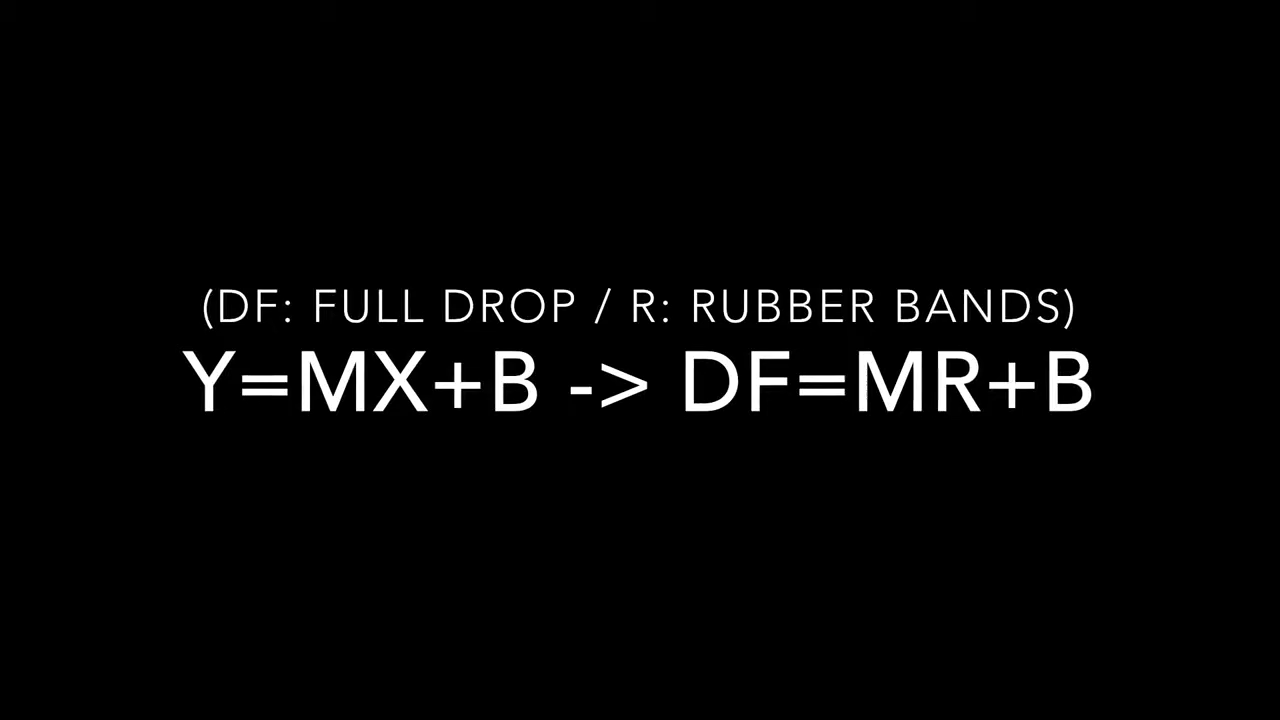 (DF: FULL DROP / R: RUBBER BANDS)
Y=MX+B -> DF=MR+B